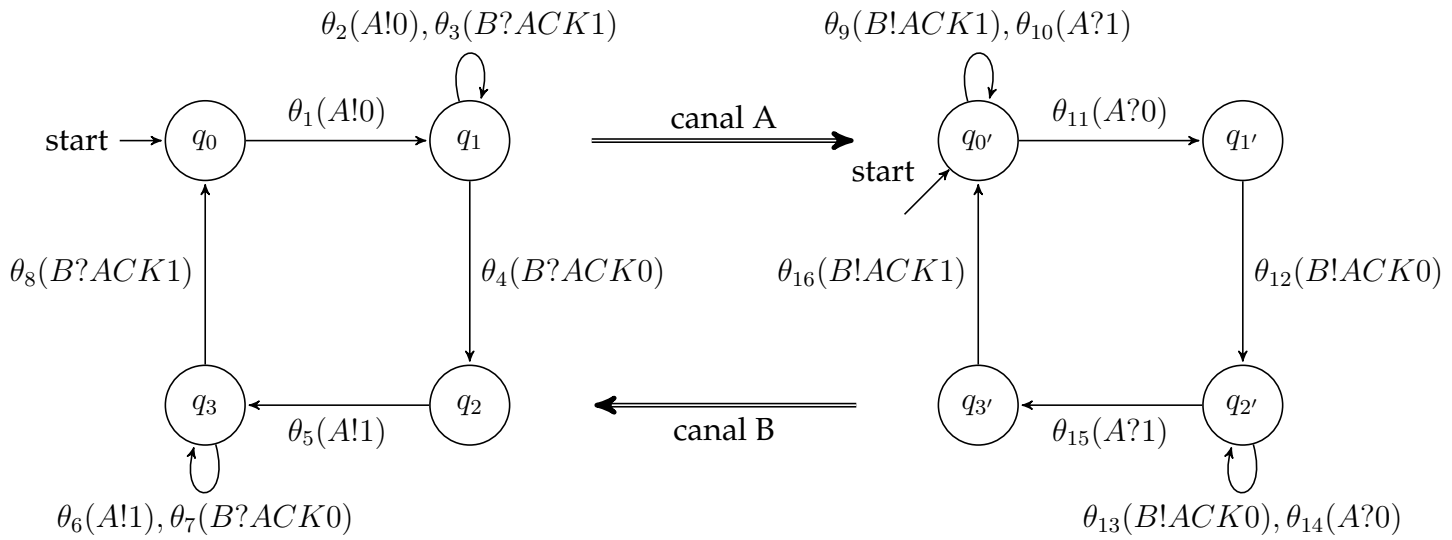 θ₂(A!0), θ₃(B?ACK1)
θ₉(B!ACK1), θ₁₀(A?1)
start
q₀
θ₁(A!0)
q₁
canal A
start
q₀′
θ₁₁(A?0)
q₁′
θ₈(B?ACK1)
θ₄(B?ACK0)
θ₁₆(B!ACK1)
θ₁₂(B!ACK0)
q₃
θ₅(A!1)
q₂
canal B
q₃′
θ₁₅(A?1)
q₂′
θ₆(A!1), θ₇(B?ACK0)
θ₁₃(B!ACK0), θ₁₄(A?0)